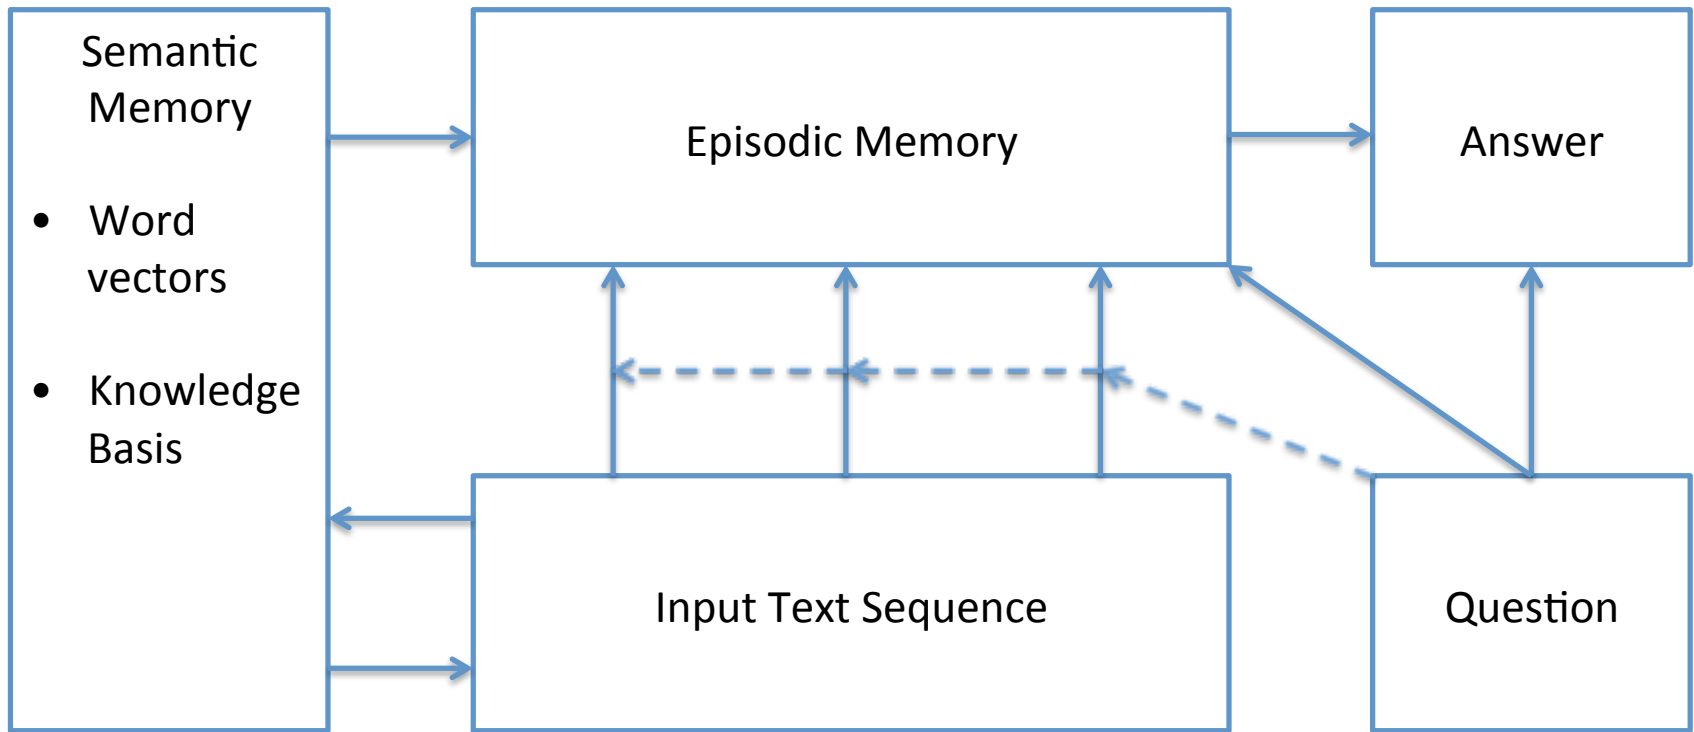 Semantic
Memory
• Word
vectors
• Knowledge
Basis
Episodic Memory
Answer
Input Text Sequence
Question